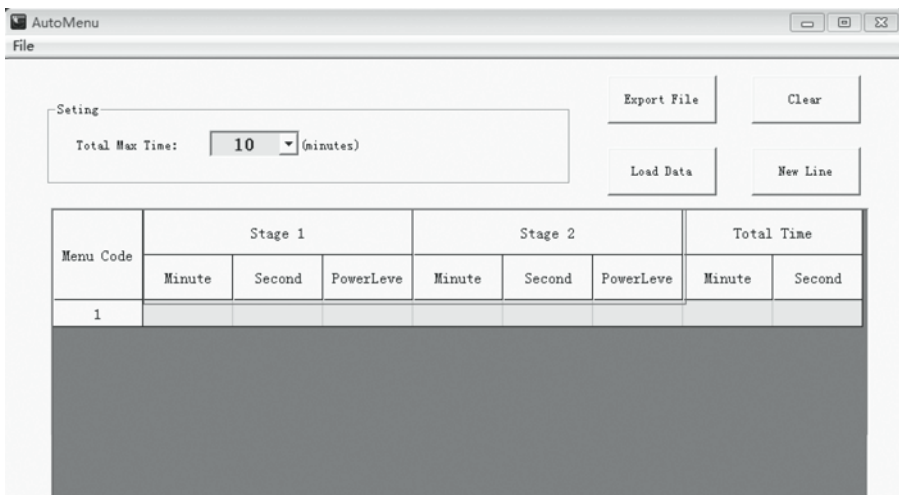 AutoMenu
File
Seting
Total Max Time: 10 (minutes)
Export File Clear
Load Data New Line
Menu Code Stage 1 Stage 2 Total Time
Minute Second PowerLeve Minute Second PowerLeve Minute Second
1